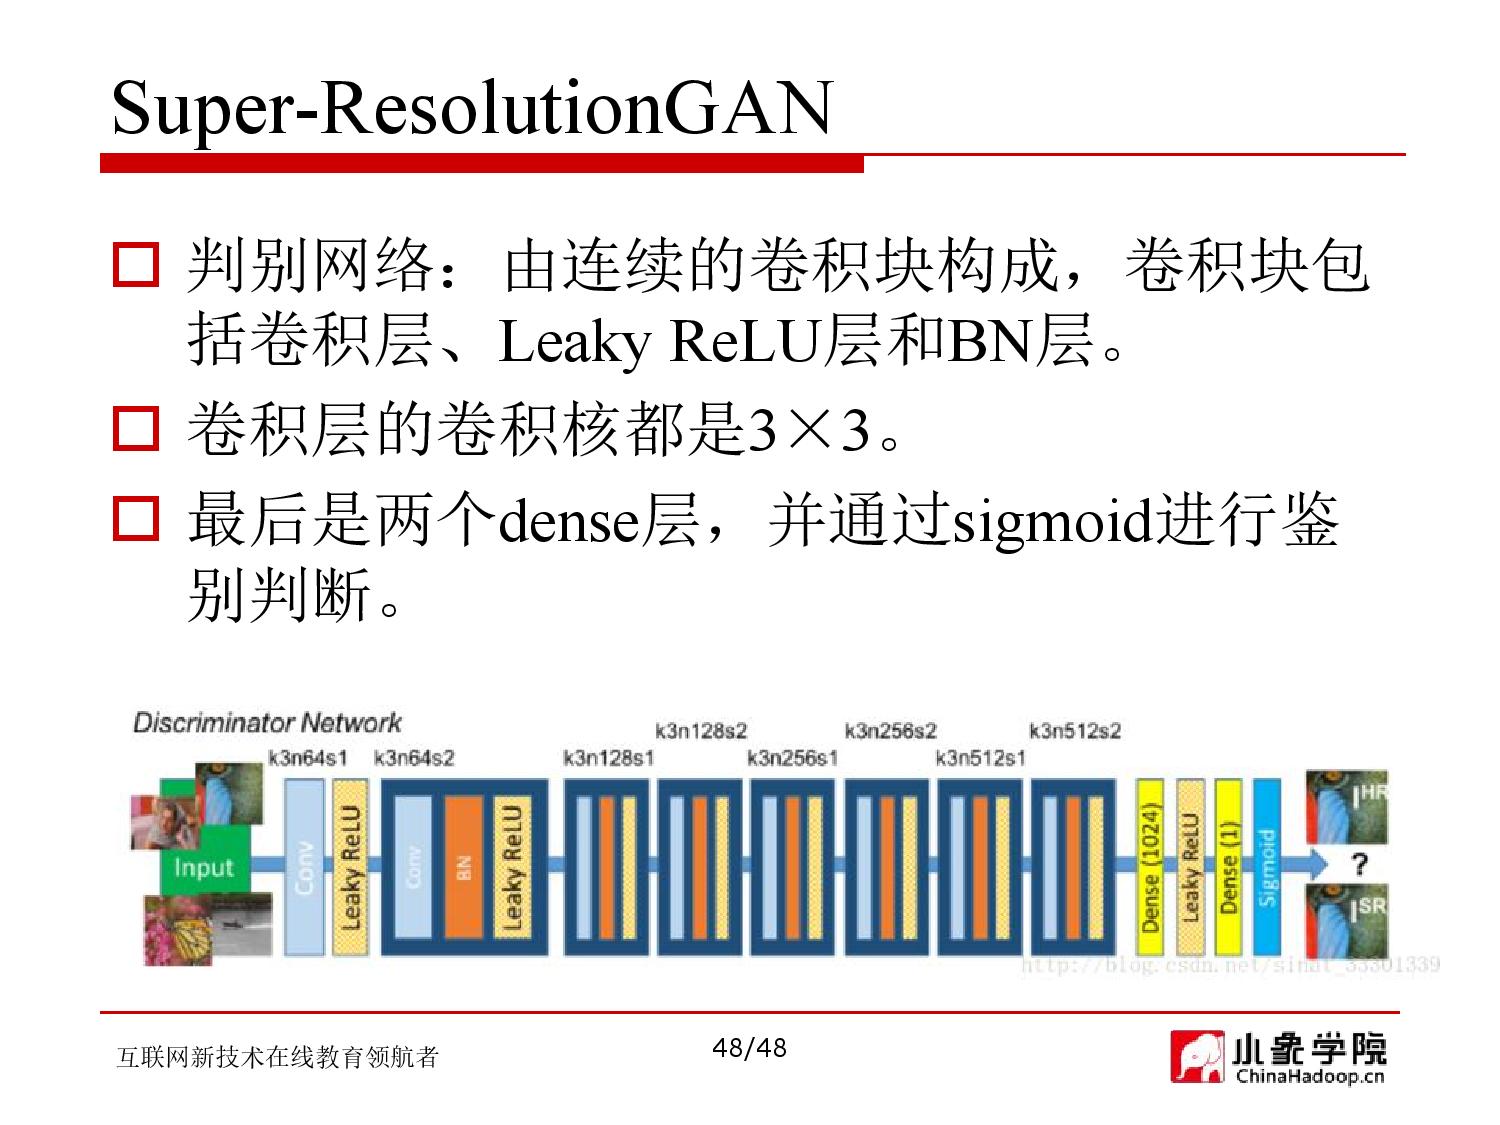 Super-ResolutionGAN
判别网络：由连续的卷积块构成，卷积块包
括卷积层、Leaky ReLU层和BN层。
卷积层的卷积核都是3×3。
最后是两个dense层，并通过sigmoid进行鉴
别判断。
Discriminator Network
k3n64s1 k3n64s2 k3n128s1 k3n128s2 k3n256s1 k3n256s2 k3n512s1 k3n512s2
Input
Conv
Leaky ReLU
Conv
BN
Leaky ReLU
Dense (1024)
Leaky ReLU
Dense (1)
Sigmoid
I^HR
?
I^SR
http://blog.csdn.net/sinat_33301339
互联网新技术在线教育领航者
48/48
小象学院
ChinaHadoop.cn